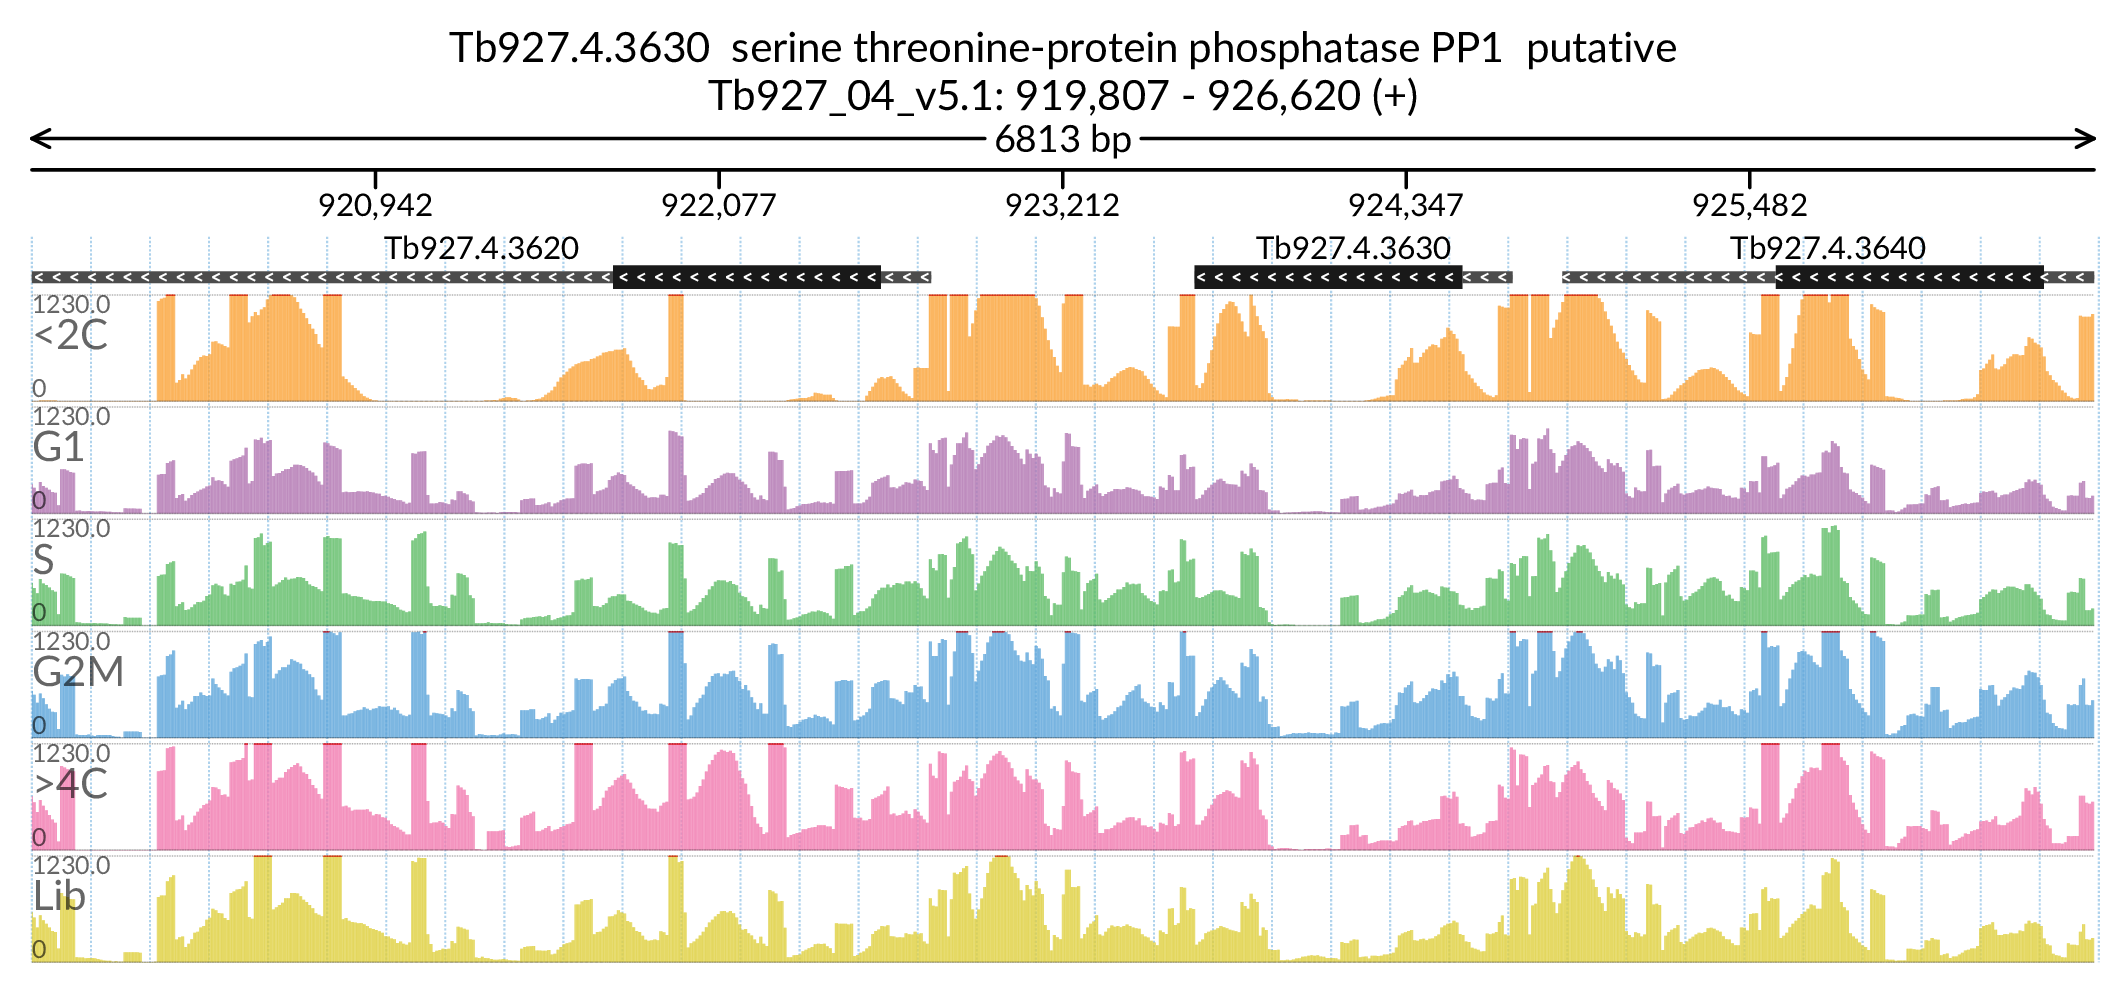 Tb927.4.3630 serine threonine-protein phosphatase PP1 putative
Tb927_04_v5.1: 919,807 - 926,620 (+)
6813 bp
920,942 922,077 923,212 924,347 925,482
Tb927.4.3620 Tb927.4.3630 Tb927.4.3640
1230.0
<2C
0
1230.0
G1
0
1230.0
S
0
1230.0
G2M
0
1230.0
>4C
0
1230.0
Lib
0